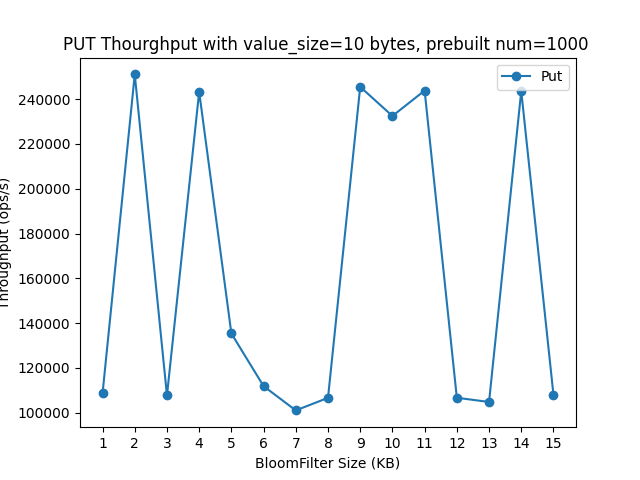 PUT Thourghput with value_size=10 bytes, prebuilt num=1000
Put
240000
220000
200000
180000
160000
140000
120000
100000
Throughput (ops/s)
1 2 3 4 5 6 7 8 9 10 11 12 13 14 15
BloomFilter Size (KB)